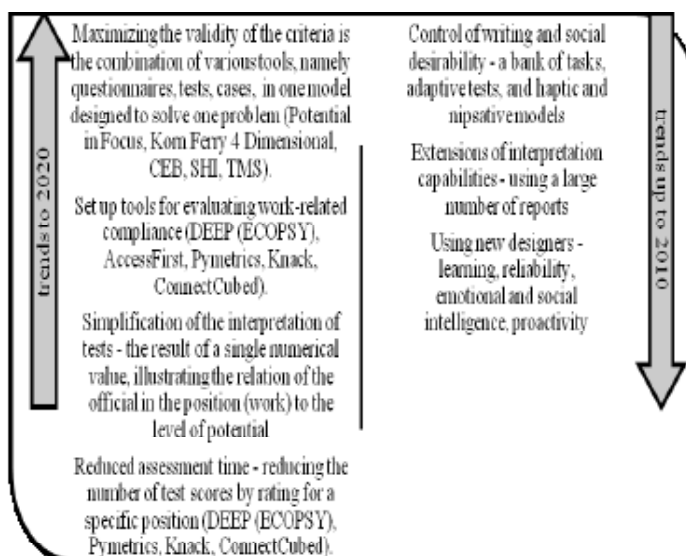 trends to 2020
Maximizing the validity of the criteria is
the combination of various tools, namely
questionnaires, tests, cases, in one model
designed to solve one problem (Potential
in Focus, Korn Ferry 4 Dimensional,
CEB, SHI, TMS).
Set up tools for evaluating work-related
compliance (DEEP (ECOPSY),
AccessFirst, Pymetrics, Knack,
ConnectCubed).
Simplification of the interpretation of
tests - the result of a single numerical
value, illustrating the relation of the
official in the position (work) to the
level of potential
Reduced assessment time - reducing the
number of test scores by rating for a
specific position (DEEP (ECOPSY),
Pymetrics, Knack, ConnectCubed).
Control of writing and social
desirability - a bank of tasks,
adaptive tests, and haptic and
nipsative models
Extensions of interpretation
capabilities - using a large
number of reports
Using new designers -
learning, reliability,
emotional and social
intelligence, proactivity
trends up to 2010